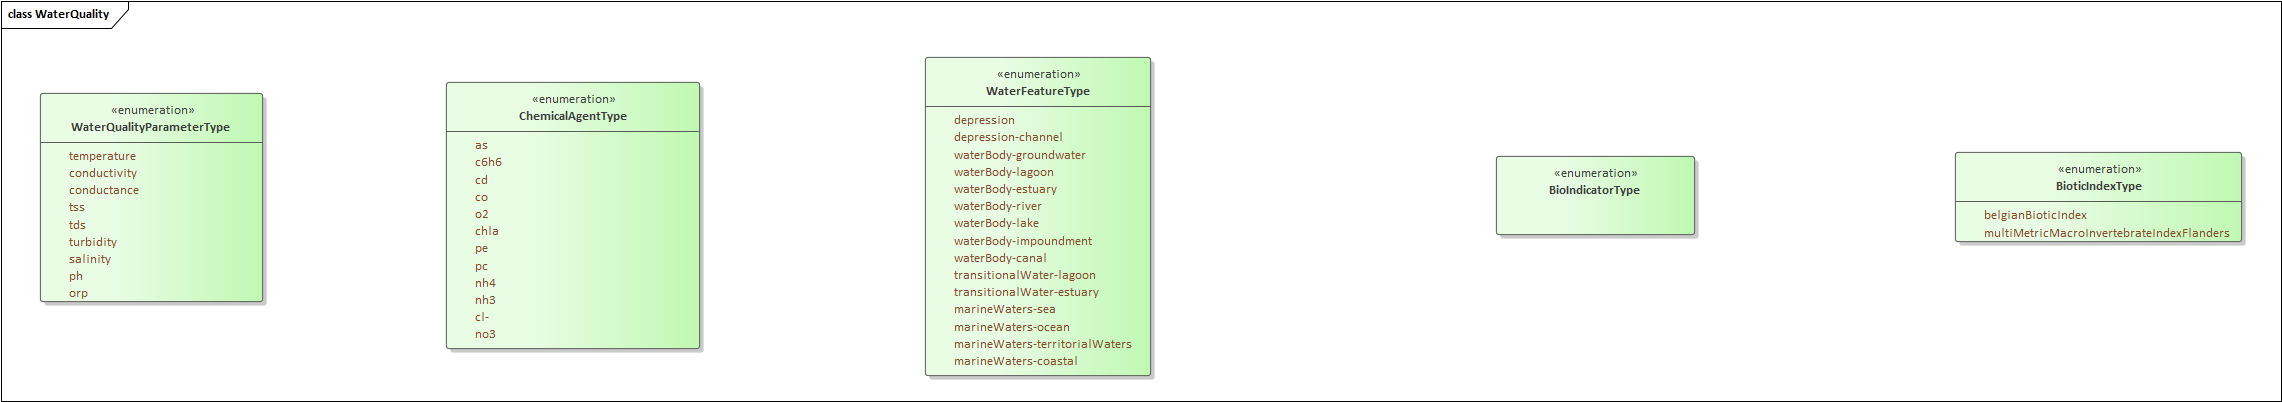 class WaterQuality
«enumeration»
WaterQualityParameterType
temperature
conductivity
conductance
tss
tds
turbidity
salinity
ph
orp
«enumeration»
ChemicalAgentType
as
c6h6
cd
co
o2
chla
pe
pc
nh4
nh3
cl-
no3
«enumeration»
WaterFeatureType
depression
depression-channel
waterBody-groundwater
waterBody-lagoon
waterBody-estuary
waterBody-river
waterBody-lake
waterBody-impoundment
waterBody-canal
transitionalWater-lagoon
transitionalWater-estuary
marineWaters-sea
marineWaters-ocean
marineWaters-territorialWaters
marineWaters-coastal
«enumeration»
BioIndicatorType
«enumeration»
BioticIndexType
belgianBioticIndex
multiMetricMacroInvertebrateIndexFlanders